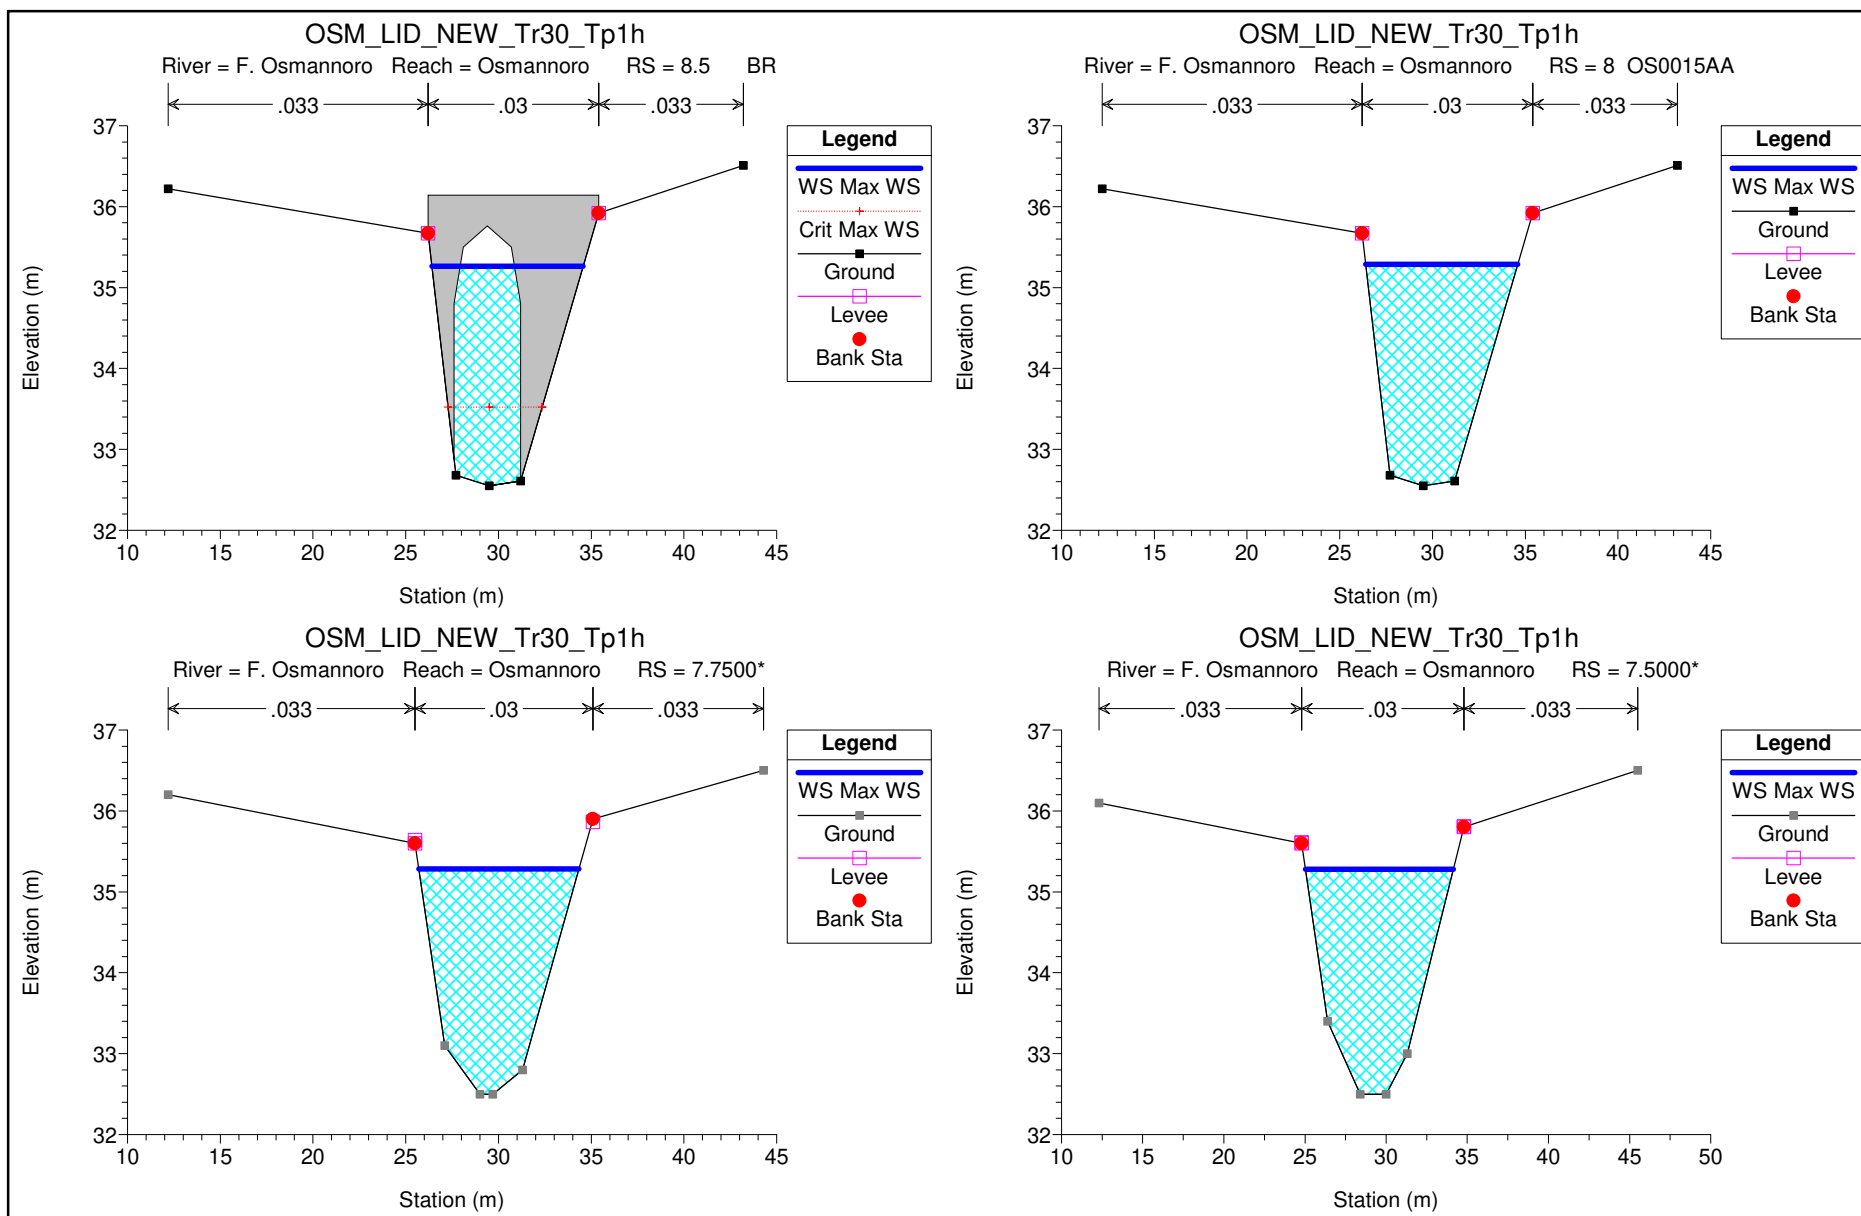 OSM_LID_NEW_Tr30_Tp1h
River = F. Osmannoro Reach = Osmannoro RS = 8.5 BR
.033 .03 .033
37
36
35
34
33
32
Elevation (m)
10 15 20 25 30 35 40 45
Station (m)
Legend
WS Max WS
Crit Max WS
Ground
Levee
Bank Sta
OSM_LID_NEW_Tr30_Tp1h
River = F. Osmannoro Reach = Osmannoro RS = 8 OS0015AA
.033 .03 .033
37
36
35
34
33
32
Elevation (m)
10 15 20 25 30 35 40 45
Station (m)
Legend
WS Max WS
Ground
Levee
Bank Sta
OSM_LID_NEW_Tr30_Tp1h
River = F. Osmannoro Reach = Osmannoro RS = 7.7500*
.033 .03 .033
37
36
35
34
33
32
Elevation (m)
10 15 20 25 30 35 40 45
Station (m)
Legend
WS Max WS
Ground
Levee
Bank Sta
OSM_LID_NEW_Tr30_Tp1h
River = F. Osmannoro Reach = Osmannoro RS = 7.5000*
.033 .03 .033
37
36
35
34
33
32
Elevation (m)
10 15 20 25 30 35 40 45 50
Station (m)
Legend
WS Max WS
Ground
Levee
Bank Sta